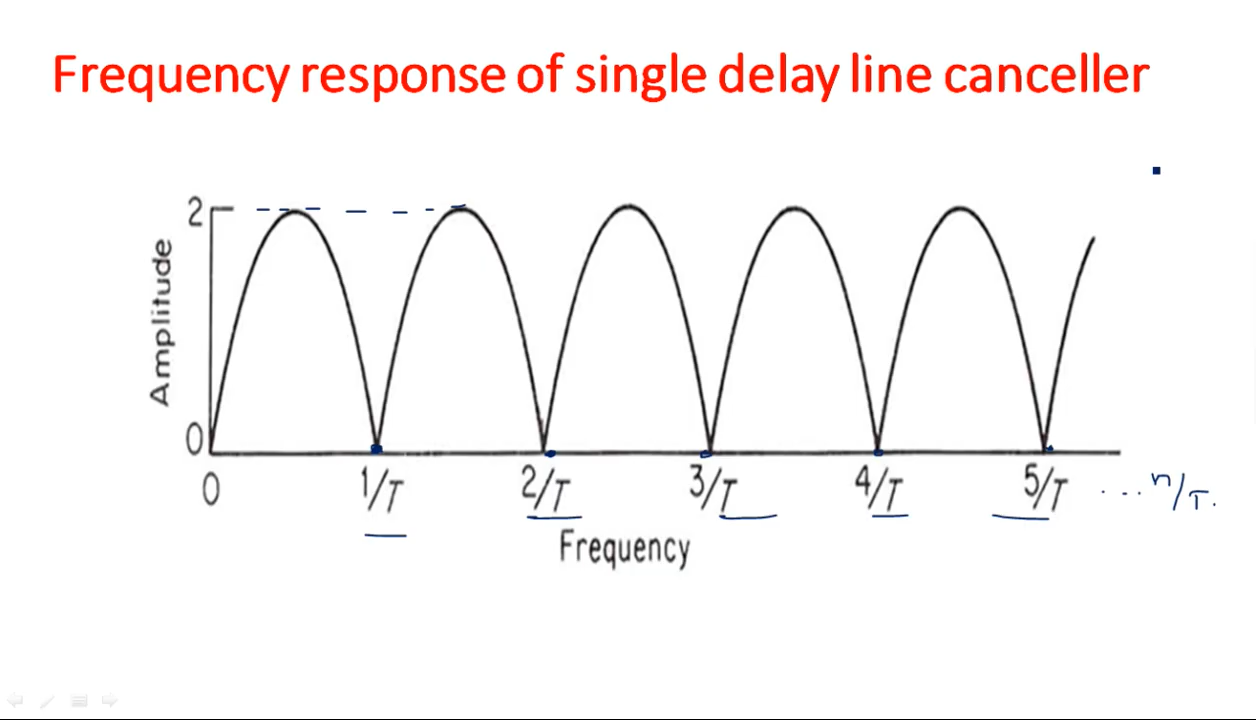 Frequency response of single delay line canceller
2
Amplitude
0
0 1/T 2/T 3/T 4/T 5/T ... n/T.
Frequency